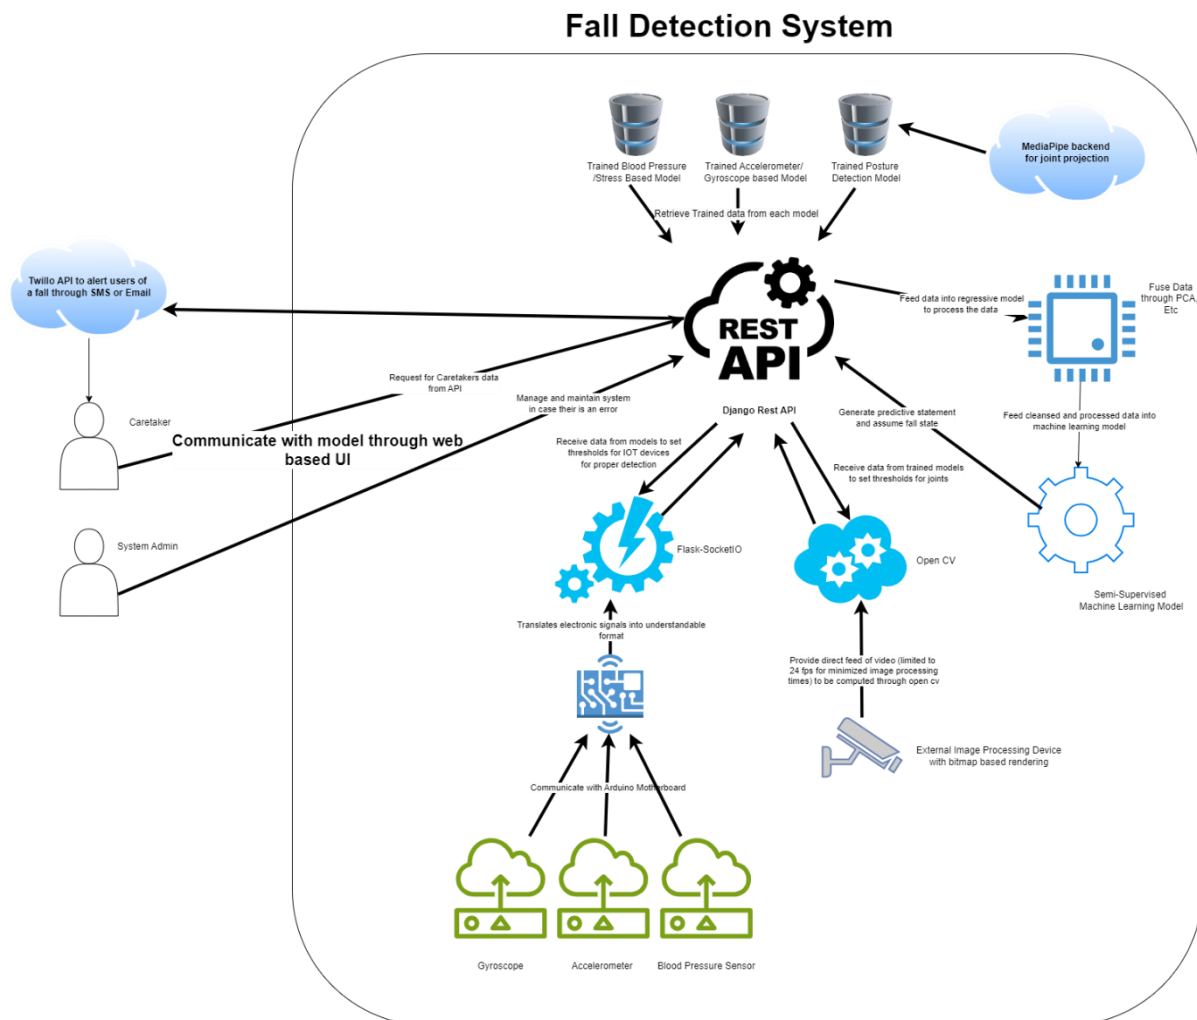 Fall Detection System
Trained Blood Pressure
/Stress Based Model
Trained Accelerometer/
Gyroscope based Model
Trained Posture
Detection Model
MediaPipe backend
for joint projection
Retrieve Trained data from each model
Twillo API to alert users of
a fall through SMS or Email
REST
API
Django Rest API
Feed data into regressive model
to process the data
Fuse Data
through PCA,
Etc
Request for Caretakers data
from API
Manage and maintain system
in case their is an error
Caretaker
Communicate with model through web
based UI
Generate predictive statement
and assume fall state
Feed cleansed and processed data into
machine learning model
Receive data from models to set
thresholds for IOT devices
for proper detection
Receive data from trained models
to set thresholds for joints
System Admin
Flask-SocketIO
Open CV
Semi-Supervised
Machine Learning Model
Translates electronic signals into understandable
format
Provide direct feed of video (limited to
24 fps for minimized image processing
times) to be computed through open cv
External Image Processing Device
with bitmap based rendering
Communicate with Arduino Motherboard
Gyroscope
Accelerometer
Blood Pressure Sensor